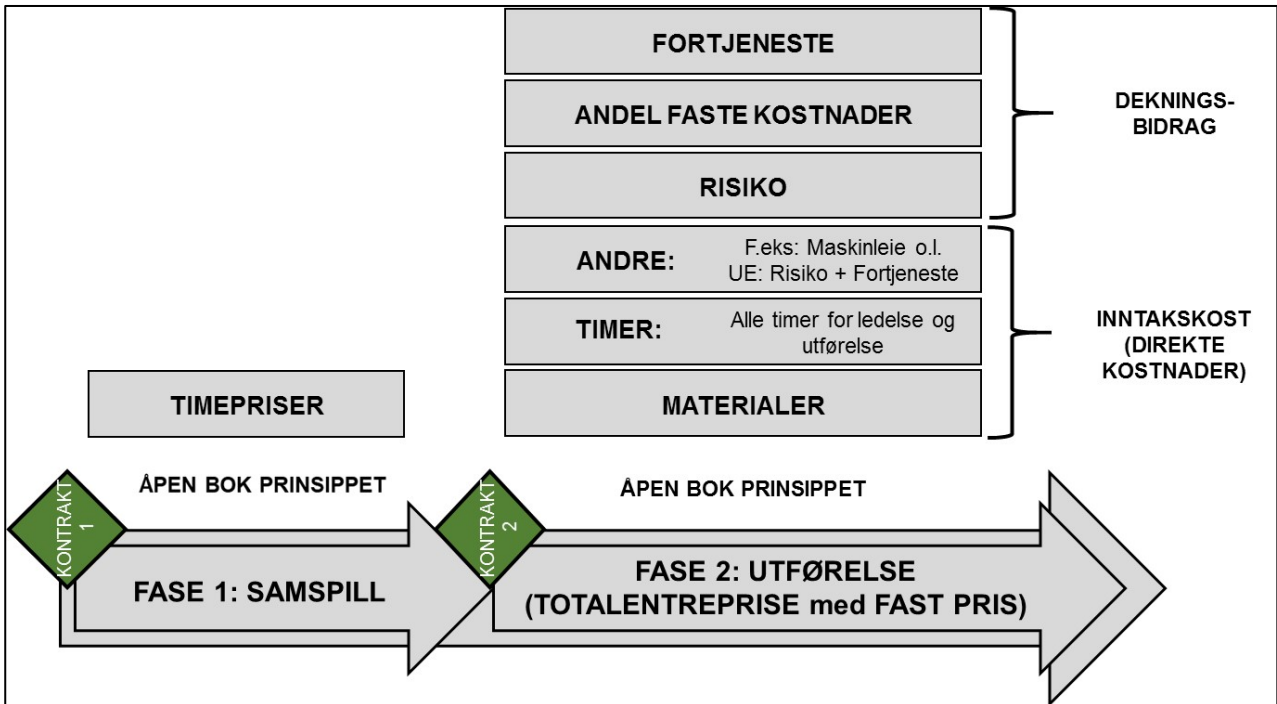 FORTJENESTE
ANDEL FASTE KOSTNADER
RISIKO
DEKNINGS-
BIDRAG
ANDRE:
F.eks: Maskinleie o.l.
UE: Risiko + Fortjeneste
TIMER:
Alle timer for ledelse og
utførelse
MATERIALER
INNTAKSKOST
(DIREKTE
KOSTNADER)
TIMEPRISER
ÅPEN BOK PRINSIPPET
ÅPEN BOK PRINSIPPET
KONTRAKT
1
FASE 1: SAMSPILL
KONTRAKT
2
FASE 2: UTFØRELSE
(TOTALENTREPRISE med FAST PRIS)